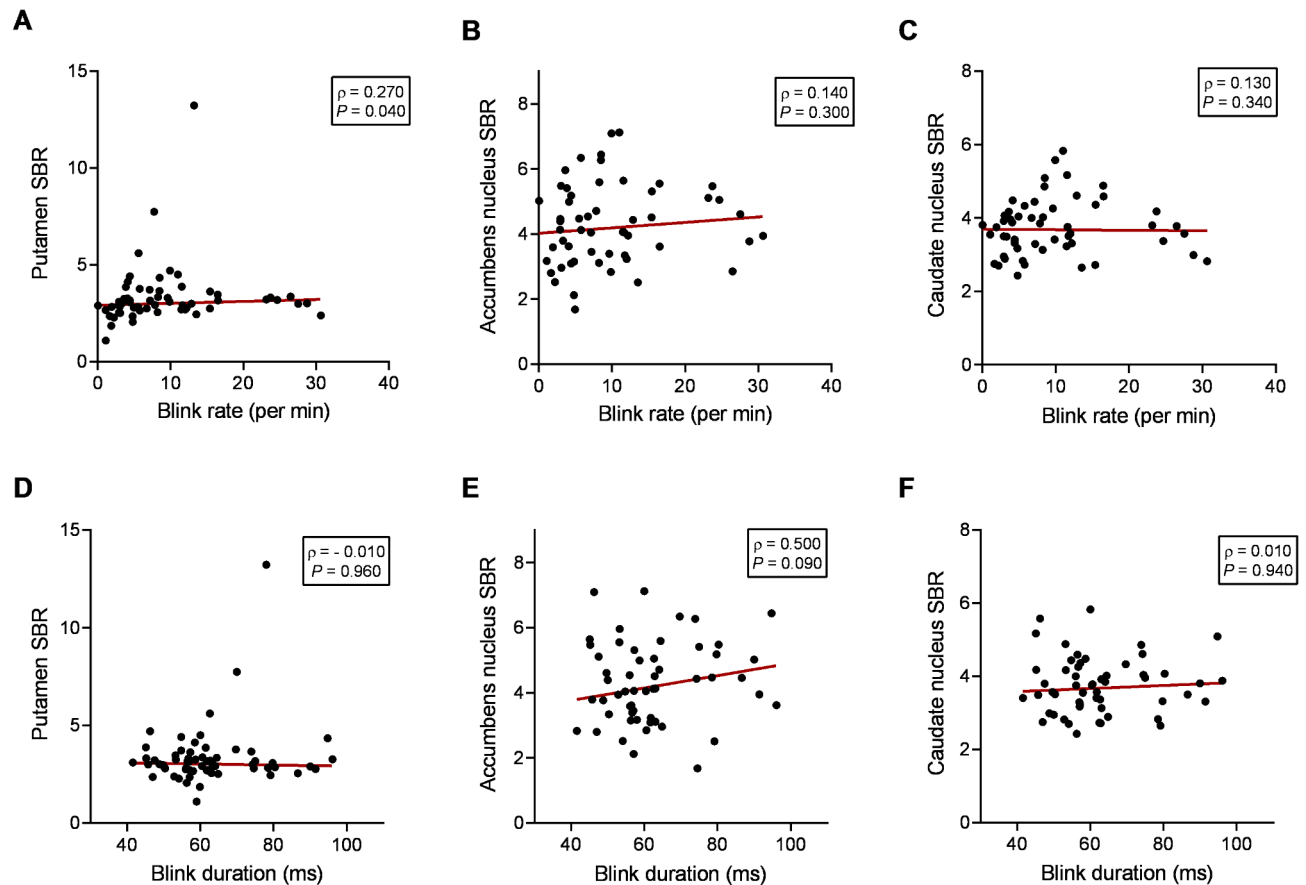 A
Putamen SBR
15
10
5
0
0 10 20 30 40
Blink rate (per min)
ρ = 0.270
P = 0.040
B
Accumbens nucleus SBR
8
6
4
2
0
0 10 20 30 40
Blink rate (per min)
ρ = 0.140
P = 0.300
C
Caudate nucleus SBR
8
6
4
2
0
0 10 20 30 40
Blink rate (per min)
ρ = 0.130
P = 0.340
D
Putamen SBR
15
10
5
0
40 60 80 100
Blink duration (ms)
ρ = - 0.010
P = 0.960
E
Accumbens nucleus SBR
8
6
4
2
0
40 60 80 100
Blink duration (ms)
ρ = 0.500
P = 0.090
F
Caudate nucleus SBR
8
6
4
2
0
40 60 80 100
Blink duration (ms)
ρ = 0.010
P = 0.940